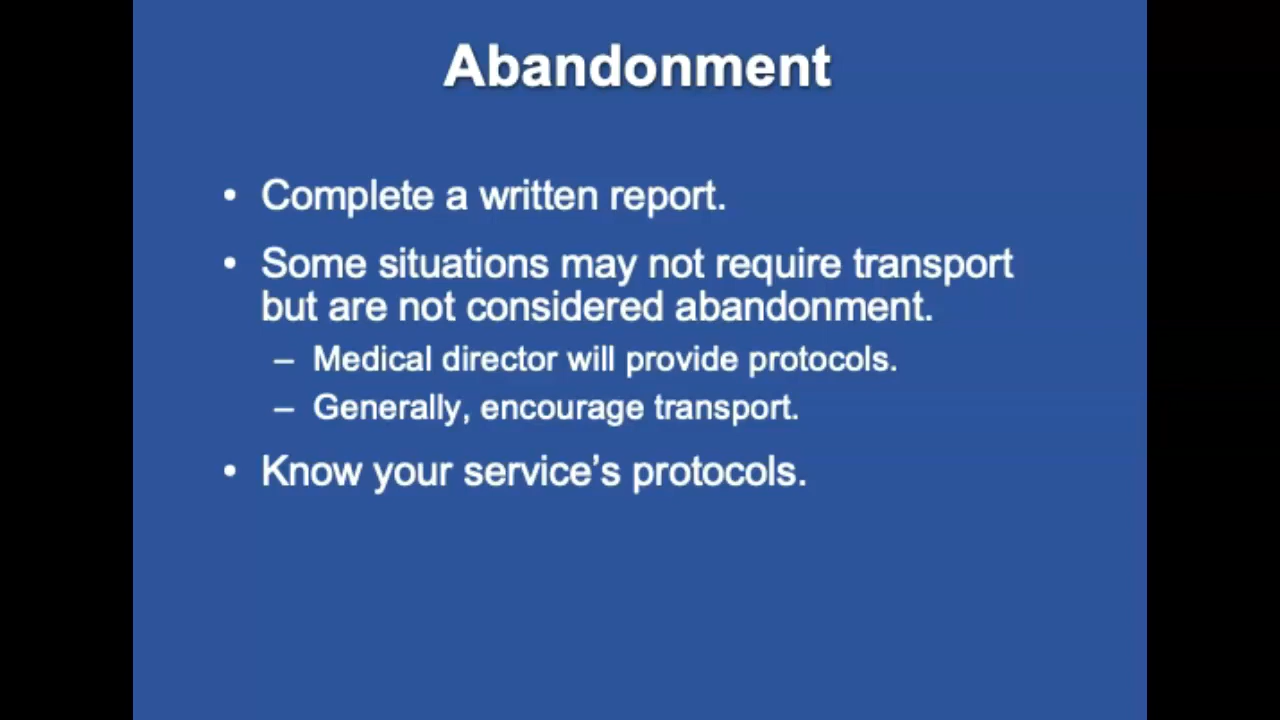 Abandonment
• Complete a written report.
• Some situations may not require transport
but are not considered abandonment.
– Medical director will provide protocols.
– Generally, encourage transport.
• Know your service’s protocols.